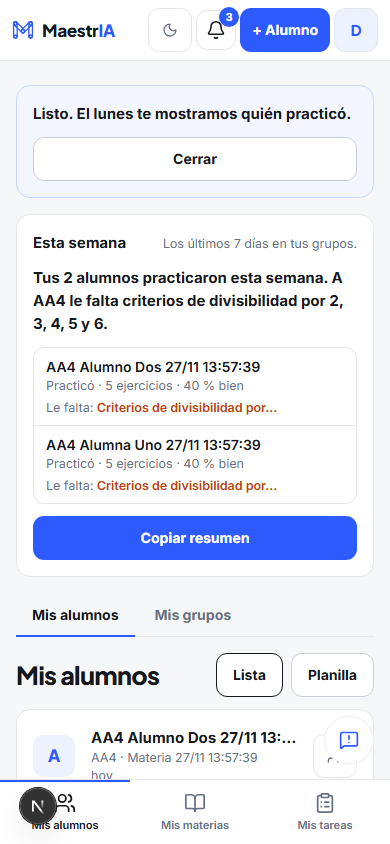 MaestrIA
3
+ Alumno
D
Listo. El lunes te mostramos quién practicó.
Cerrar
Esta semana
Los últimos 7 días en tus grupos.
Tus 2 alumnos practicaron esta semana. A
AA4 le falta criterios de divisibilidad por 2,
3, 4, 5 y 6.
AA4 Alumno Dos 27/11 13:57:39
Practicó · 5 ejercicios · 40 % bien
Le falta: Criterios de divisibilidad por...
AA4 Alumna Uno 27/11 13:57:39
Practicó · 5 ejercicios · 40 % bien
Le falta: Criterios de divisibilidad por...
Copiar resumen
Mis alumnos
Mis grupos
Mis alumnos
Lista
Planilla
A
AA4 Alumno Dos 27/11 13:...
AA4 · Materia 27/11 13:57:39
hoy
N
Mis alumnos
Mis materias
Mis tareas